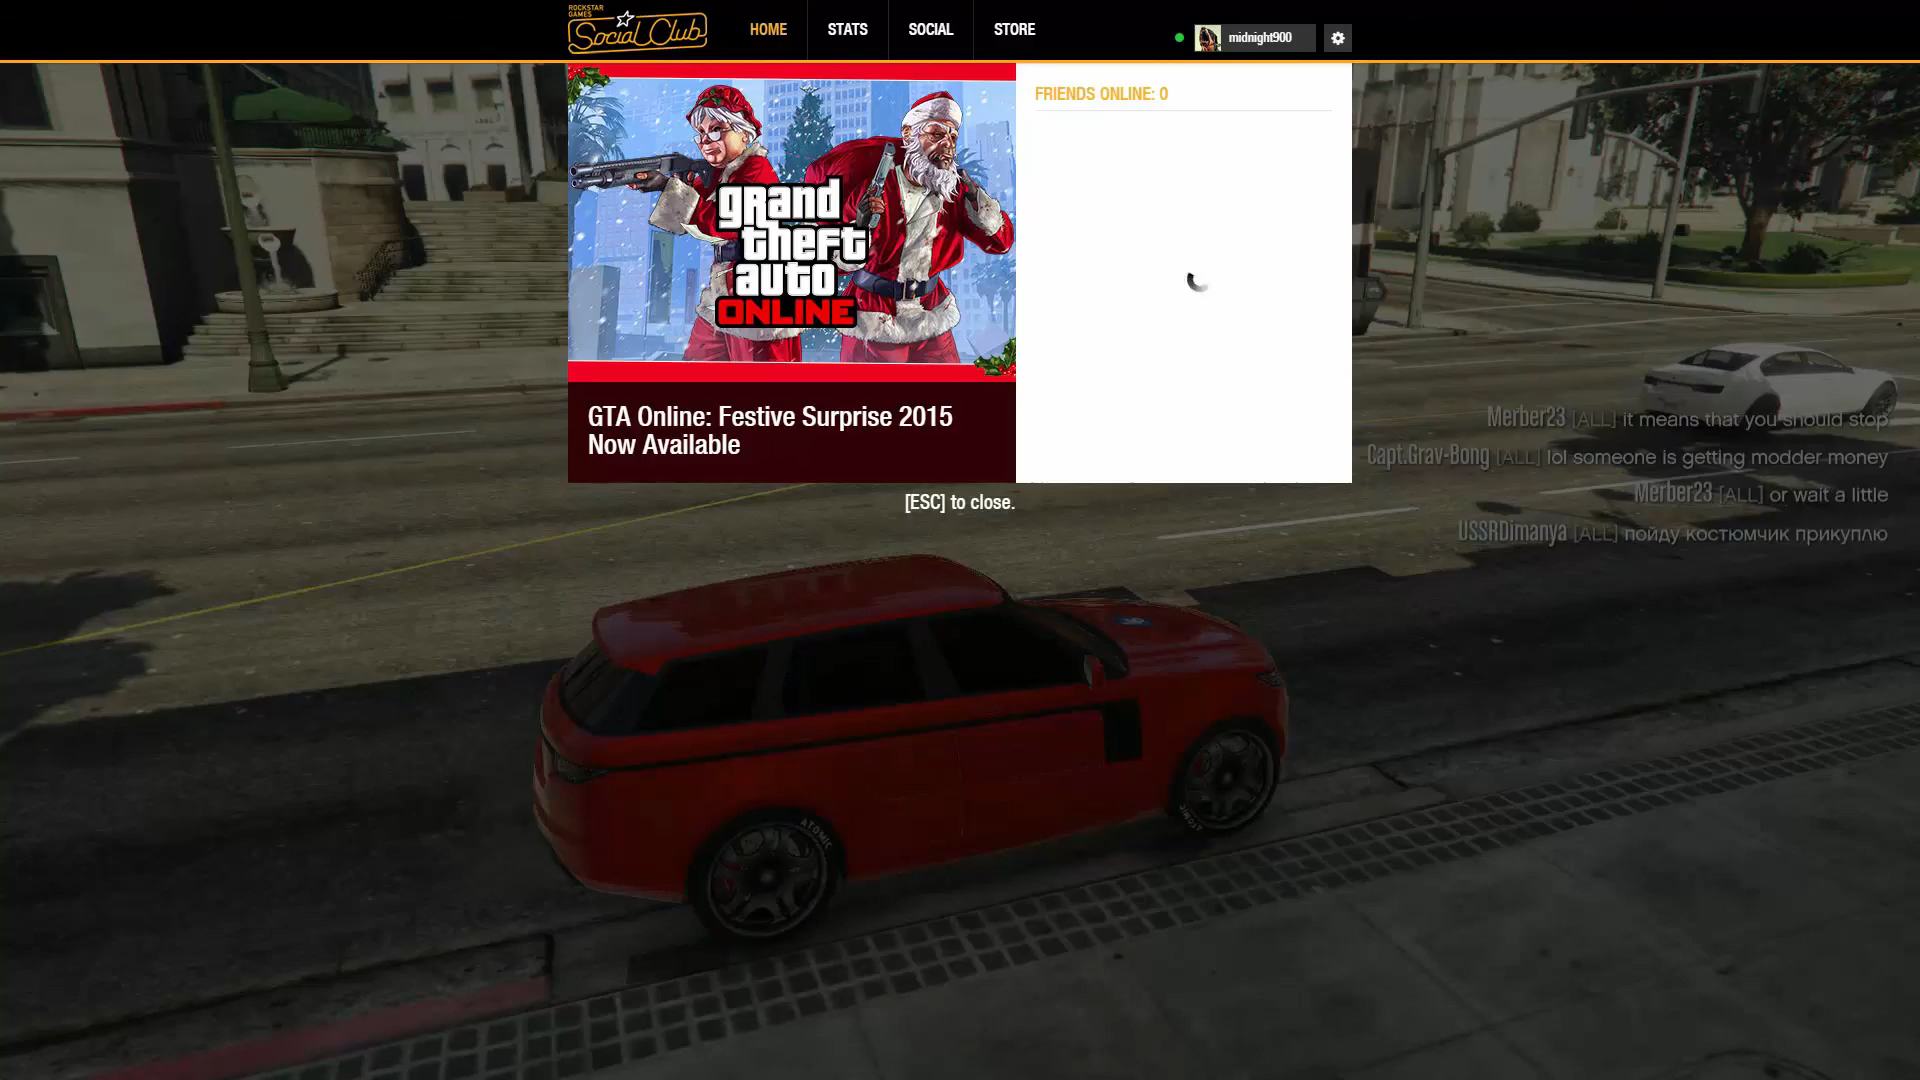 ROCKSTAR
GAMES
Social Club
HOME
STATS
SOCIAL
STORE
midnight900
FRIENDS ONLINE: 0
grand
theft
auto
ONLINE
GTA Online: Festive Surprise 2015
Now Available
[ESC] to close.
Merber23 [ALL] it means that you should stop
Capt.Grav-Bong [ALL] lol someone is getting modder money
Merber23 [ALL] or wait a little
USSRDimanya [ALL] пойду костюмчик прикуплю
ATOMIC
ATOMIC